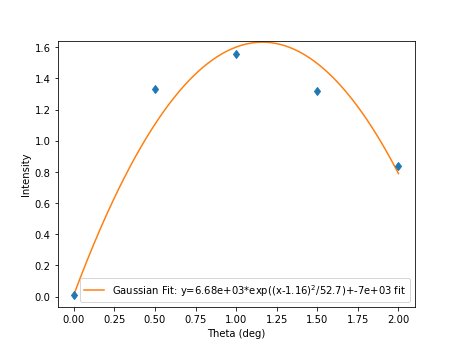 1.6
1.4
1.2
1.0
0.8
0.6
0.4
0.2
0.0
Intensity
Gaussian Fit: y=6.68e+03*exp((x-1.16)²/52.7)+-7e+03 fit
0.00 0.25 0.50 0.75 1.00 1.25 1.50 1.75 2.00
Theta (deg)